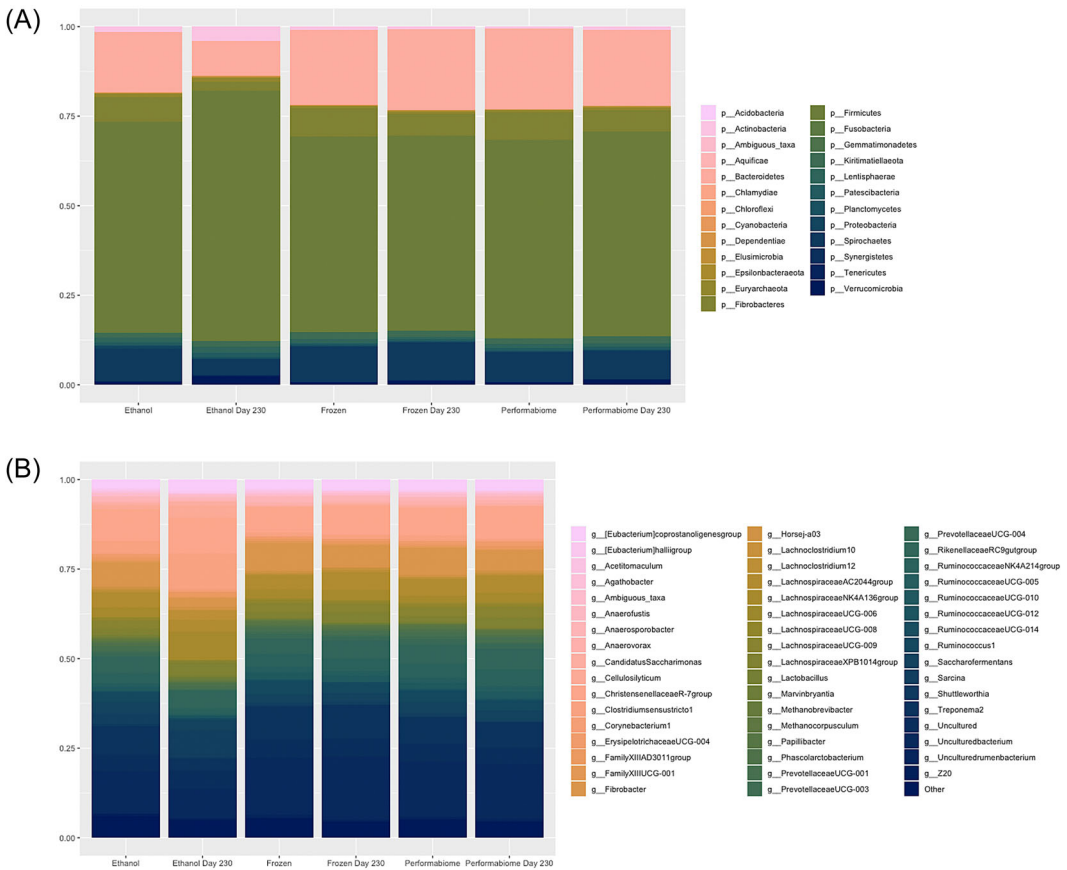 (A)
1.00
0.75
0.50
0.25
0.00
Ethanol
Ethanol Day 230
Frozen
Frozen Day 230
Performabiome
Performabiome Day 230
p__Acidobacteria
p__Actinobacteria
p__Ambiguous_taxa
p__Aquificae
p__Bacteroidetes
p__Chlamydiae
p__Chloroflexi
p__Cyanobacteria
p__Dependentiae
p__Elusimicrobia
p__Epsilonbacteraeota
p__Euryarchaeota
p__Fibrobacteres
p__Firmicutes
p__Fusobacteria
p__Gemmatimonadetes
p__Kiritimatiellaeota
p__Lentisphaerae
p__Patescibacteria
p__Planctomycetes
p__Proteobacteria
p__Spirochaetes
p__Synergistetes
p__Tenericutes
p__Verrucomicrobia
(B)
1.00
0.75
0.50
0.25
0.00
Ethanol
Ethanol Day 230
Frozen
Frozen Day 230
Performabiome
Performabiome Day 230
g__[Eubacterium]coprostanoligenesgroup
g__[Eubacterium]halliigroup
g__Acetitomaculum
g__Agathobacter
g__Ambiguous_taxa
g__Anaerofustis
g__Anaerosporobacter
g__Anaerovorax
g__CandidatusSaccharimonas
g__Cellulosilyticum
g__ChristensenellaceaeR-7group
g__Clostridiumsensustricto1
g__Corynebacterium1
g__ErysipelotrichaceaeUCG-004
g__FamilyXIIIAD3011group
g__FamilyXIIIUCG-001
g__Fibrobacter
g__Horsej-a03
g__Lachnoclostridium10
g__Lachnoclostridium12
g__LachnospiraceaeAC2044group
g__LachnospiraceaeNK4A136group
g__LachnospiraceaeUCG-006
g__LachnospiraceaeUCG-008
g__LachnospiraceaeUCG-009
g__LachnospiraceaeXPB1014group
g__Lactobacillus
g__Marvinbryantia
g__Methanobrevibacter
g__Methanocorpusculum
g__Papillibacter
g__Phascolarctobacterium
g__PrevotellaceaeUCG-001
g__PrevotellaceaeUCG-003
g__PrevotellaceaeUCG-004
g__RikenellaceaeRC9gutgroup
g__RuminococcaceaeNK4A214group
g__RuminococcaceaeUCG-005
g__RuminococcaceaeUCG-010
g__RuminococcaceaeUCG-012
g__RuminococcaceaeUCG-014
g__Ruminococcus1
g__Saccharofermentans
g__Sarcina
g__Shuttleworthia
g__Treponema2
g__Uncultured
g__Unculturedbacterium
g__Unculturedrumenbacterium
g__Z20
Other